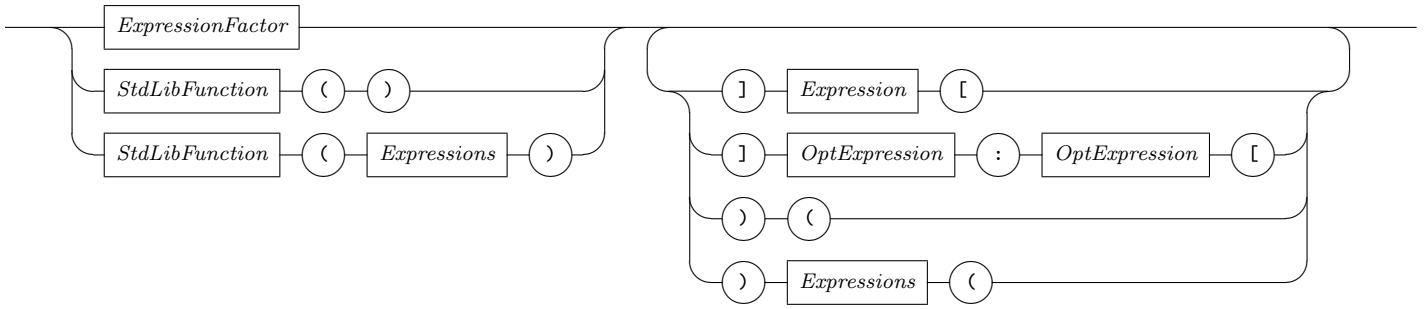 ExpressionFactor
StdLibFunction ( )
StdLibFunction ( Expressions )
] Expression [
] OptExpression : OptExpression [
) (
) Expressions (